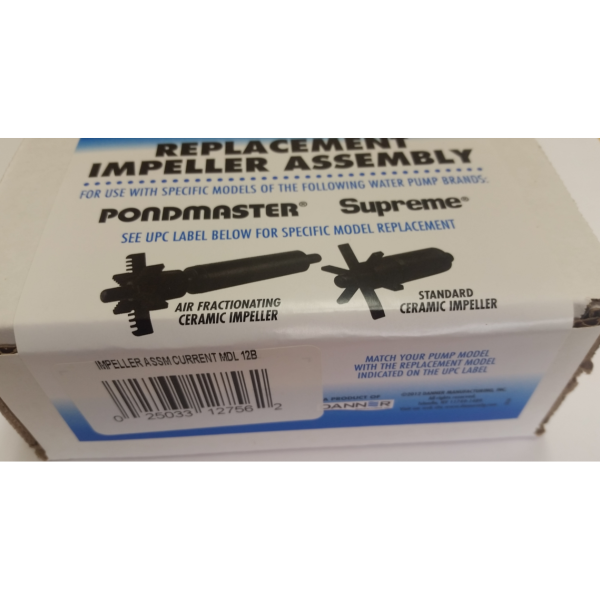 REPLACEMENT
IMPELLER ASSEMBLY
FOR USE WITH SPECIFIC MODELS OF THE FOLLOWING WATER PUMP BRANDS:
PONDMASTER® Supreme®
SEE UPC LABEL BELOW FOR SPECIFIC MODEL REPLACEMENT
AIR FRACTIONATING
CERAMIC IMPELLER
STANDARD
CERAMIC IMPELLER
IMPELLER ASSM CURRENT MDL 12B
0 25033 12756 2
MATCH YOUR PUMP MODEL
WITH THE REPLACEMENT MODEL
INDICATED ON THE UPC LABEL
A PRODUCT OF
DANNER